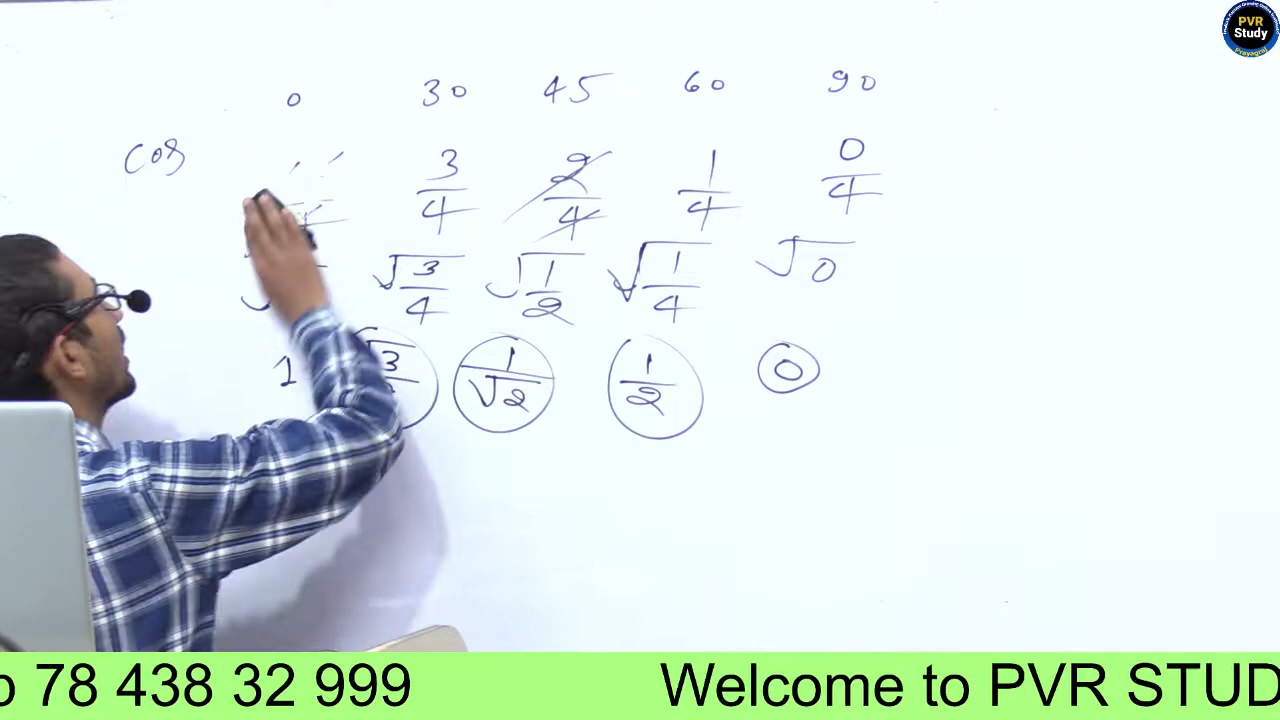 PVR
Study
Prayagraj
0 30 45 60 90
cos 3/4 2/4 1/4 0/4
√3/4 √1/2 √1/4 √0
1 √3 1/√2 1/2 0
78 438 32 999 Welcome to PVR STUD